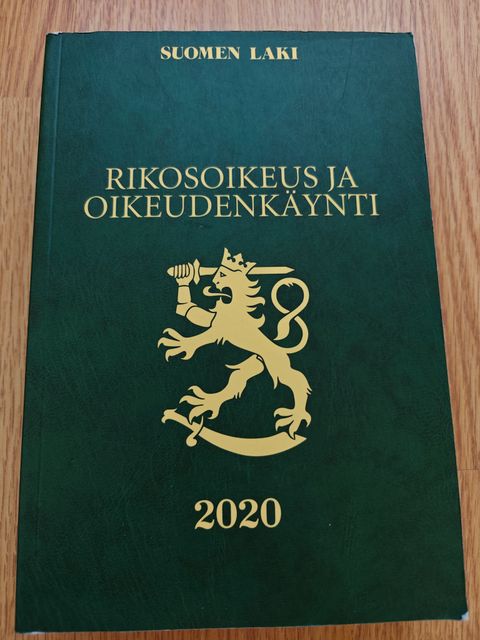 SUOMEN LAKI
RIKOSOIKEUS JA
OIKEUDENKÄYNTI
2020